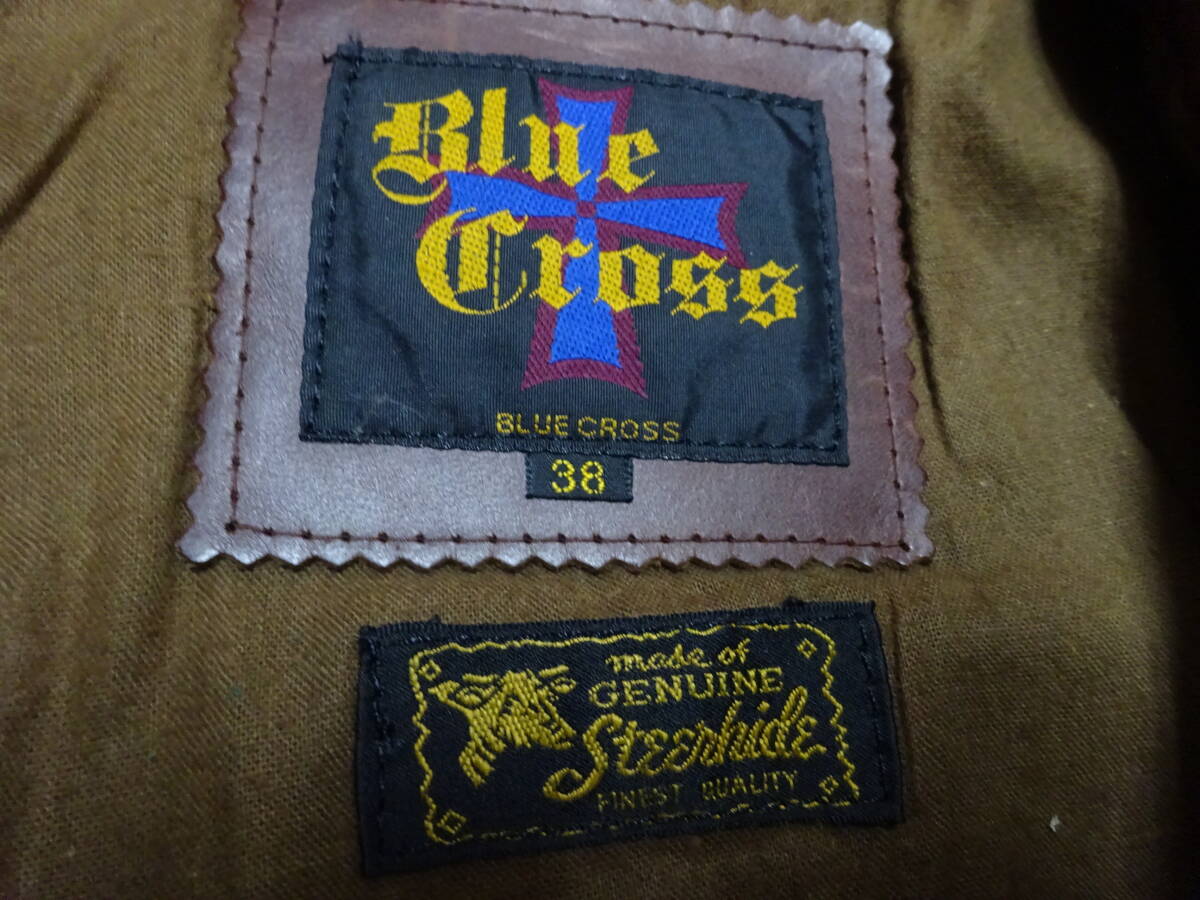 Blue
Cross
BLUE CROSS
38
made of
GENUINE
Steerhide
FINEST QUALITY